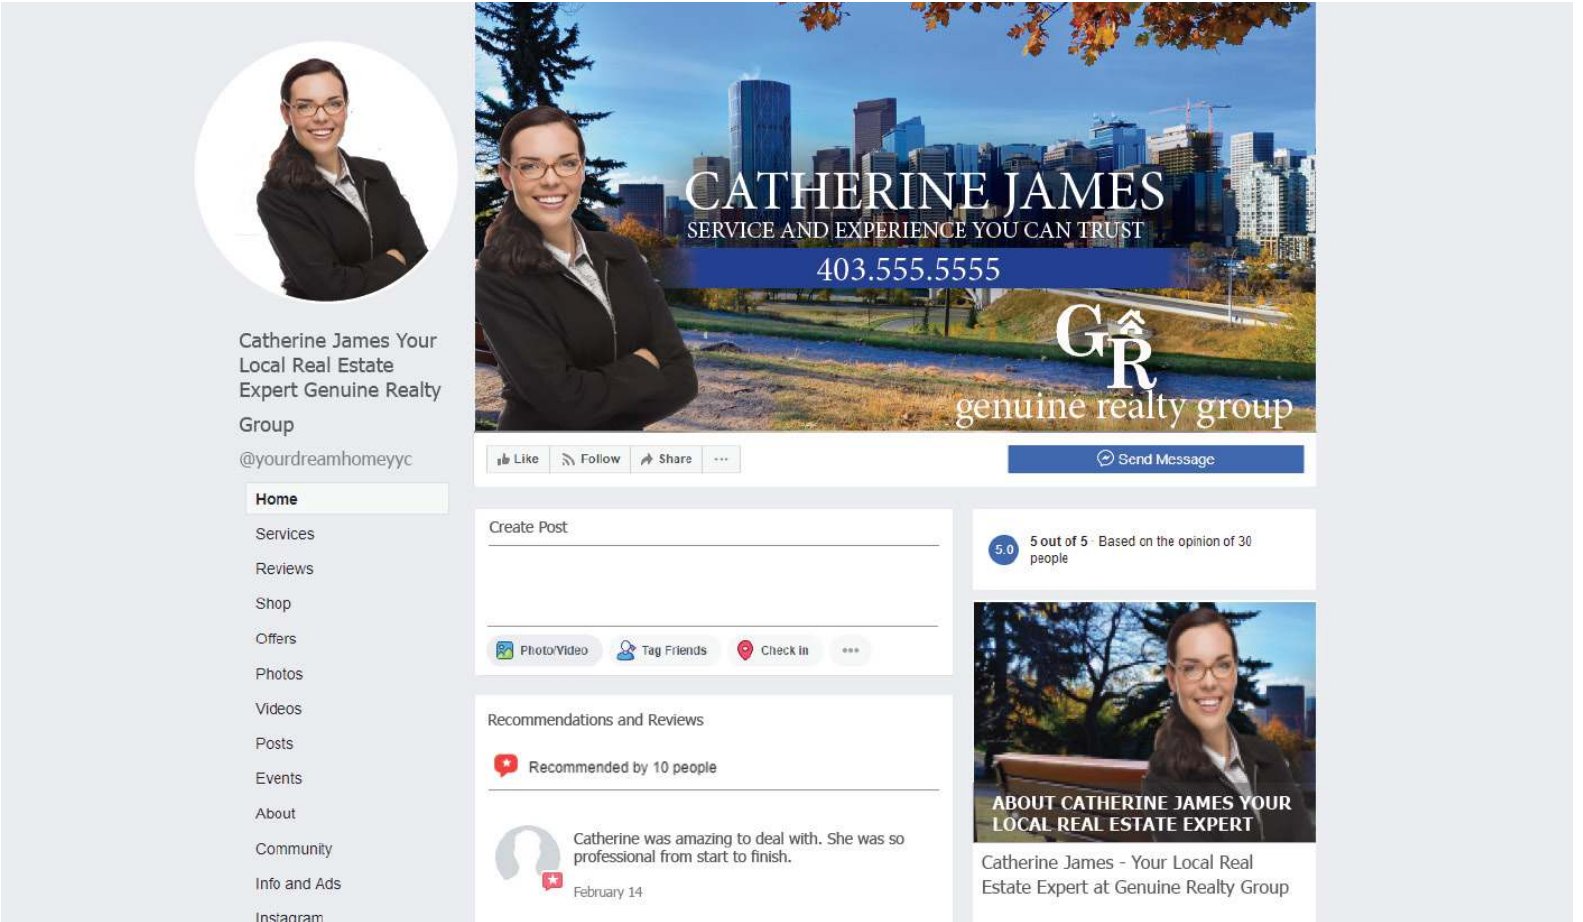 CATHERINE JAMES
SERVICE AND EXPERIENCE YOU CAN TRUST
403.555.5555
GR
genuine realty group
Catherine James Your
Local Real Estate
Expert Genuine Realty
Group
@yourdreamhomeyyc
Home
Services
Reviews
Shop
Offers
Photos
Videos
Posts
Events
About
Community
Info and Ads
Instagram
Like
Follow
Share
Send Message
Create Post
Photo/Video
Tag Friends
Check in
Recommendations and Reviews
Recommended by 10 people
Catherine was amazing to deal with. She was so
professional from start to finish.
February 14
5.0
5 out of 5 · Based on the opinion of 30
people
ABOUT CATHERINE JAMES YOUR
LOCAL REAL ESTATE EXPERT
Catherine James - Your Local Real
Estate Expert at Genuine Realty Group